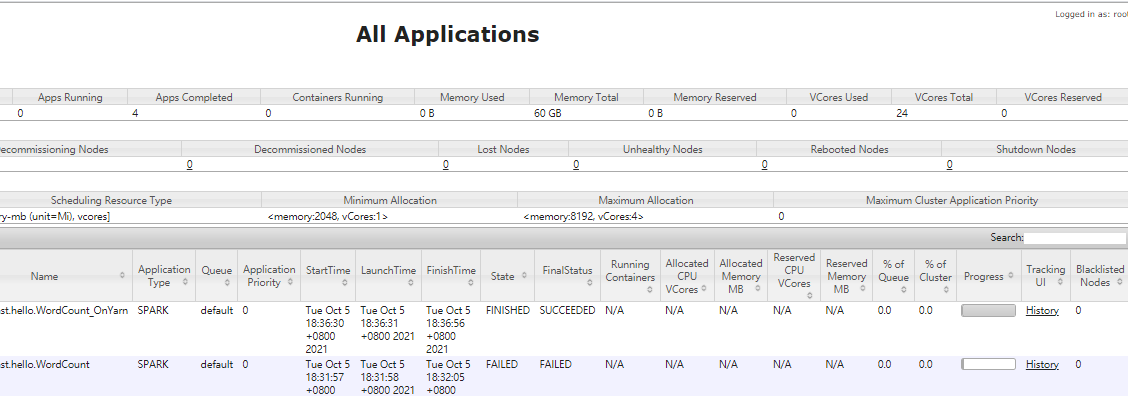 Logged in as: root
All Applications
Apps Running Apps Completed Containers Running Memory Used Memory Total Memory Reserved VCores Used VCores Total VCores Reserved
0 4 0 0 B 60 GB 0 B 0 24 0
ecommissioning Nodes Decommissioned Nodes Lost Nodes Unhealthy Nodes Rebooted Nodes Shutdown Nodes
0 0 0 0 0
Scheduling Resource Type Minimum Allocation Maximum Allocation Maximum Cluster Application Priority
ry-mb (unit=Mi), vcores] <memory:2048, vCores:1> <memory:8192, vCores:4> 0
Search:
Name Application Type Queue Application Priority StartTime LaunchTime FinishTime State FinalStatus Running Containers Allocated CPU VCores Allocated Memory MB Reserved CPU VCores Reserved Memory MB % of Queue % of Cluster Progress Tracking UI Blacklisted Nodes
st.hello.WordCount_OnYarn SPARK default 0 Tue Oct 5 18:36:30 +0800 2021 Tue Oct 5 18:36:31 +0800 2021 Tue Oct 5 18:36:56 +0800 2021 FINISHED SUCCEEDED N/A N/A N/A N/A N/A 0.0 0.0 History 0
st.hello.WordCount SPARK default 0 Tue Oct 5 18:31:57 +0800 Tue Oct 5 18:31:58 +0800 2021 Tue Oct 5 18:32:05 +0800 FAILED FAILED N/A N/A N/A N/A N/A 0.0 0.0 History 0